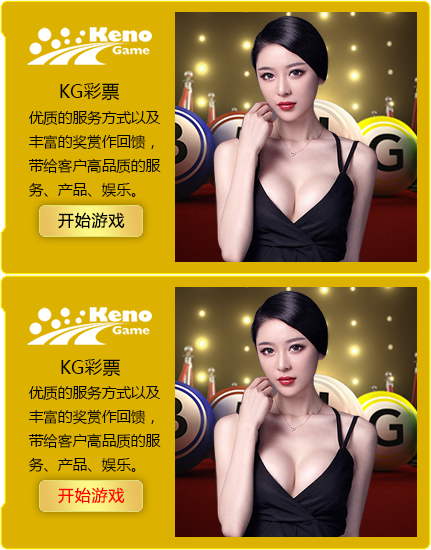 Keno
Game
KG彩票
优质的服务方式以及
丰富的奖赏作回馈，
带给客户高品质的服
务、产品、娱乐。
开始游戏
B
N
G
Keno
Game
KG彩票
优质的服务方式以及
丰富的奖赏作回馈，
带给客户高品质的服
务、产品、娱乐。
开始游戏
B
N
G